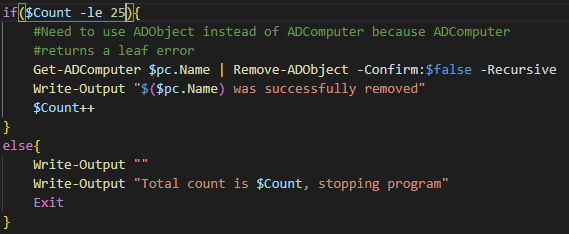 if($Count -le 25){
#Need to use ADObject instead of ADComputer because ADComputer
#returns a leaf error
Get-ADComputer $pc.Name | Remove-ADObject -Confirm:$false -Recursive
Write-Output "$($pc.Name) was successfully removed"
$Count++
}
else{
Write-Output ""
Write-Output "Total count is $Count, stopping program"
Exit
}